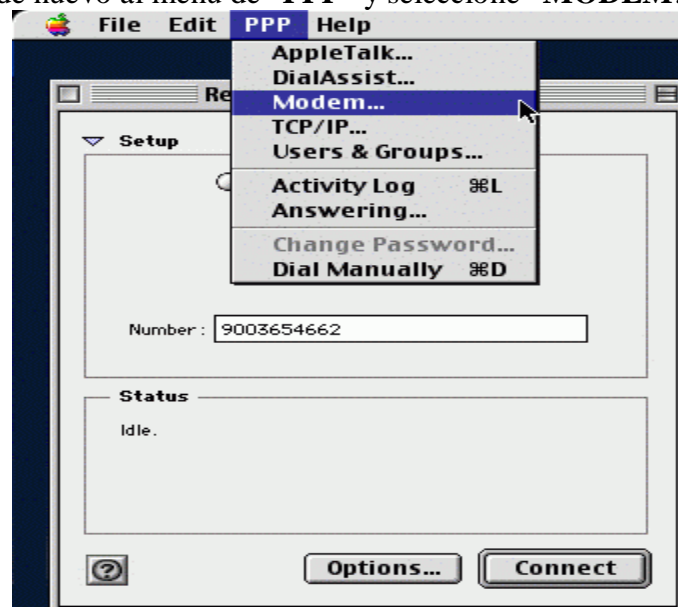 de nuevo al menú de "PPP" y seleccione "MODEM
File Edit PPP Help
AppleTalk...
DialAssist...
Re
Modem...
TCP/IP...
Setup
Users & Groups...
Activity Log ⌘L
Answering...
Change Password...
Dial Manually ⌘D
Number: 9003654662
Status
Idle.
? Options... Connect